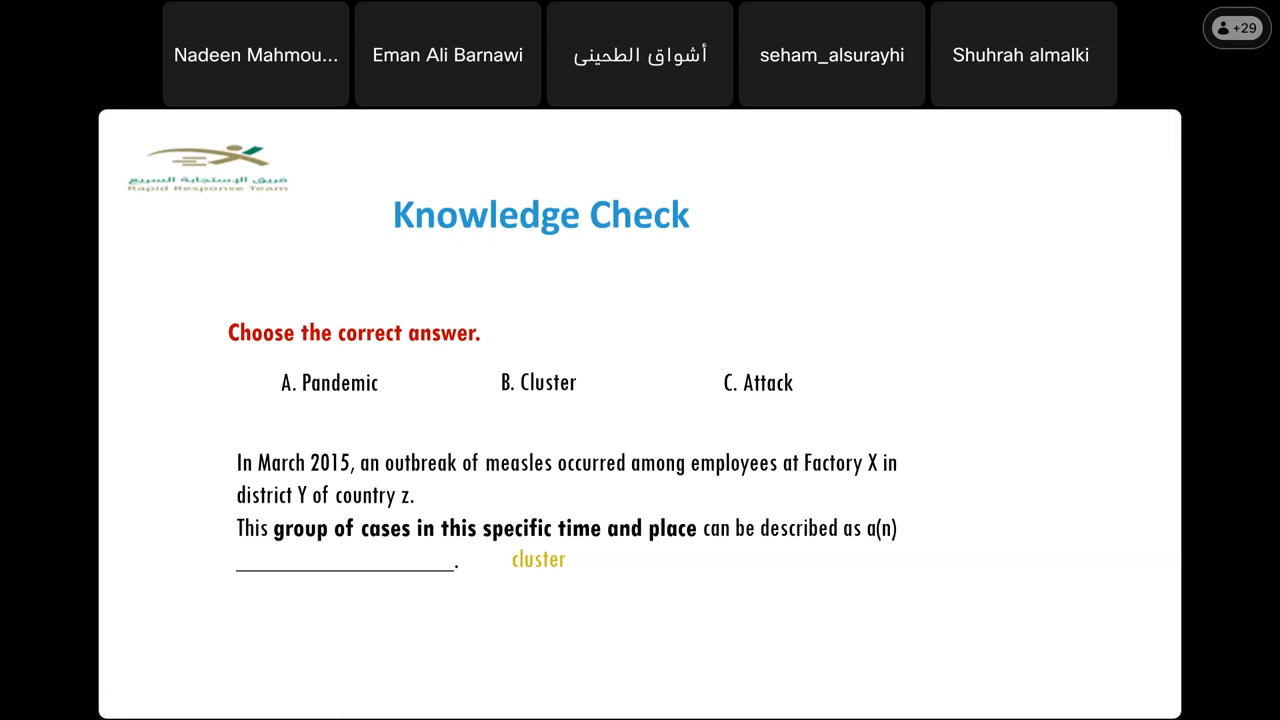 Nadeen Mahmou...
Eman Ali Barnawi
أشواق الطحينى
seham_alsurayhi
Shuhrah almalki
+29
فريق الإستجابة السريع
Rapid Response Team
Knowledge Check
Choose the correct answer.
A. Pandemic B. Cluster C. Attack
In March 2015, an outbreak of measles occurred among employees at Factory X in
district Y of country z.
This group of cases in this specific time and place can be described as a(n)
____________________. cluster